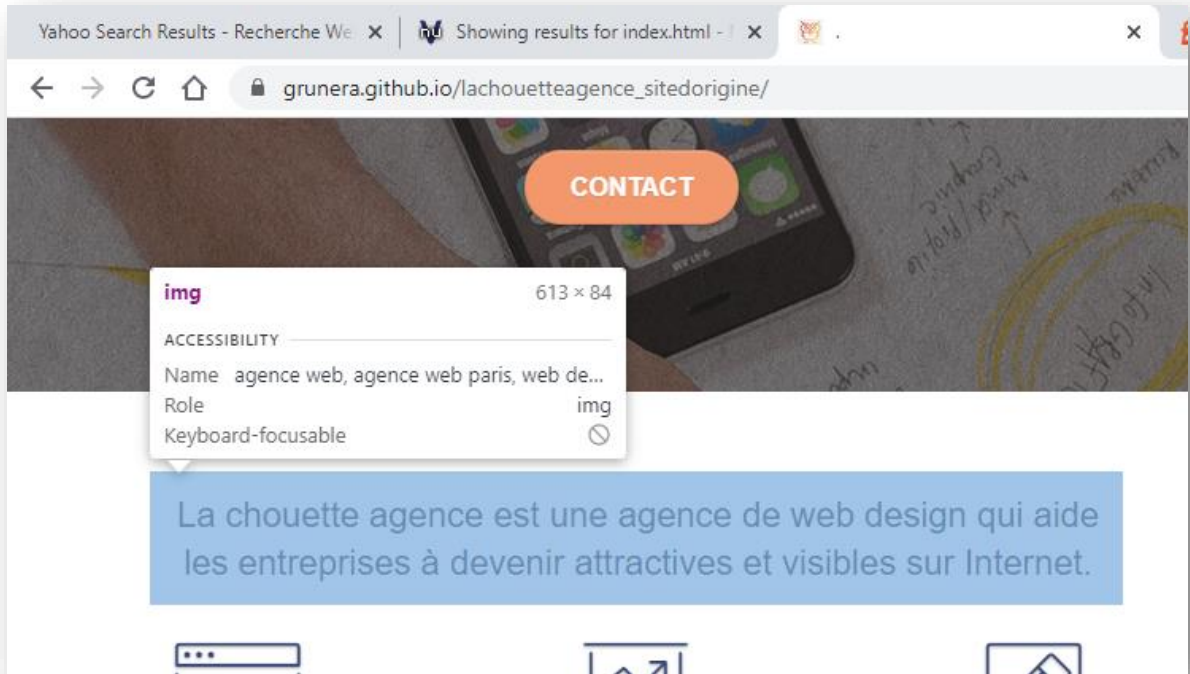 Yahoo Search Results - Recherche We
Showing results for index.html -
.
grunera.github.io/lachouetteagence_sitedorigine/
CONTACT
img 613 × 84
ACCESSIBILITY
Name agence web, agence web paris, web de...
Role img
Keyboard-focusable
La chouette agence est une agence de web design qui aide
les entreprises à devenir attractives et visibles sur Internet.